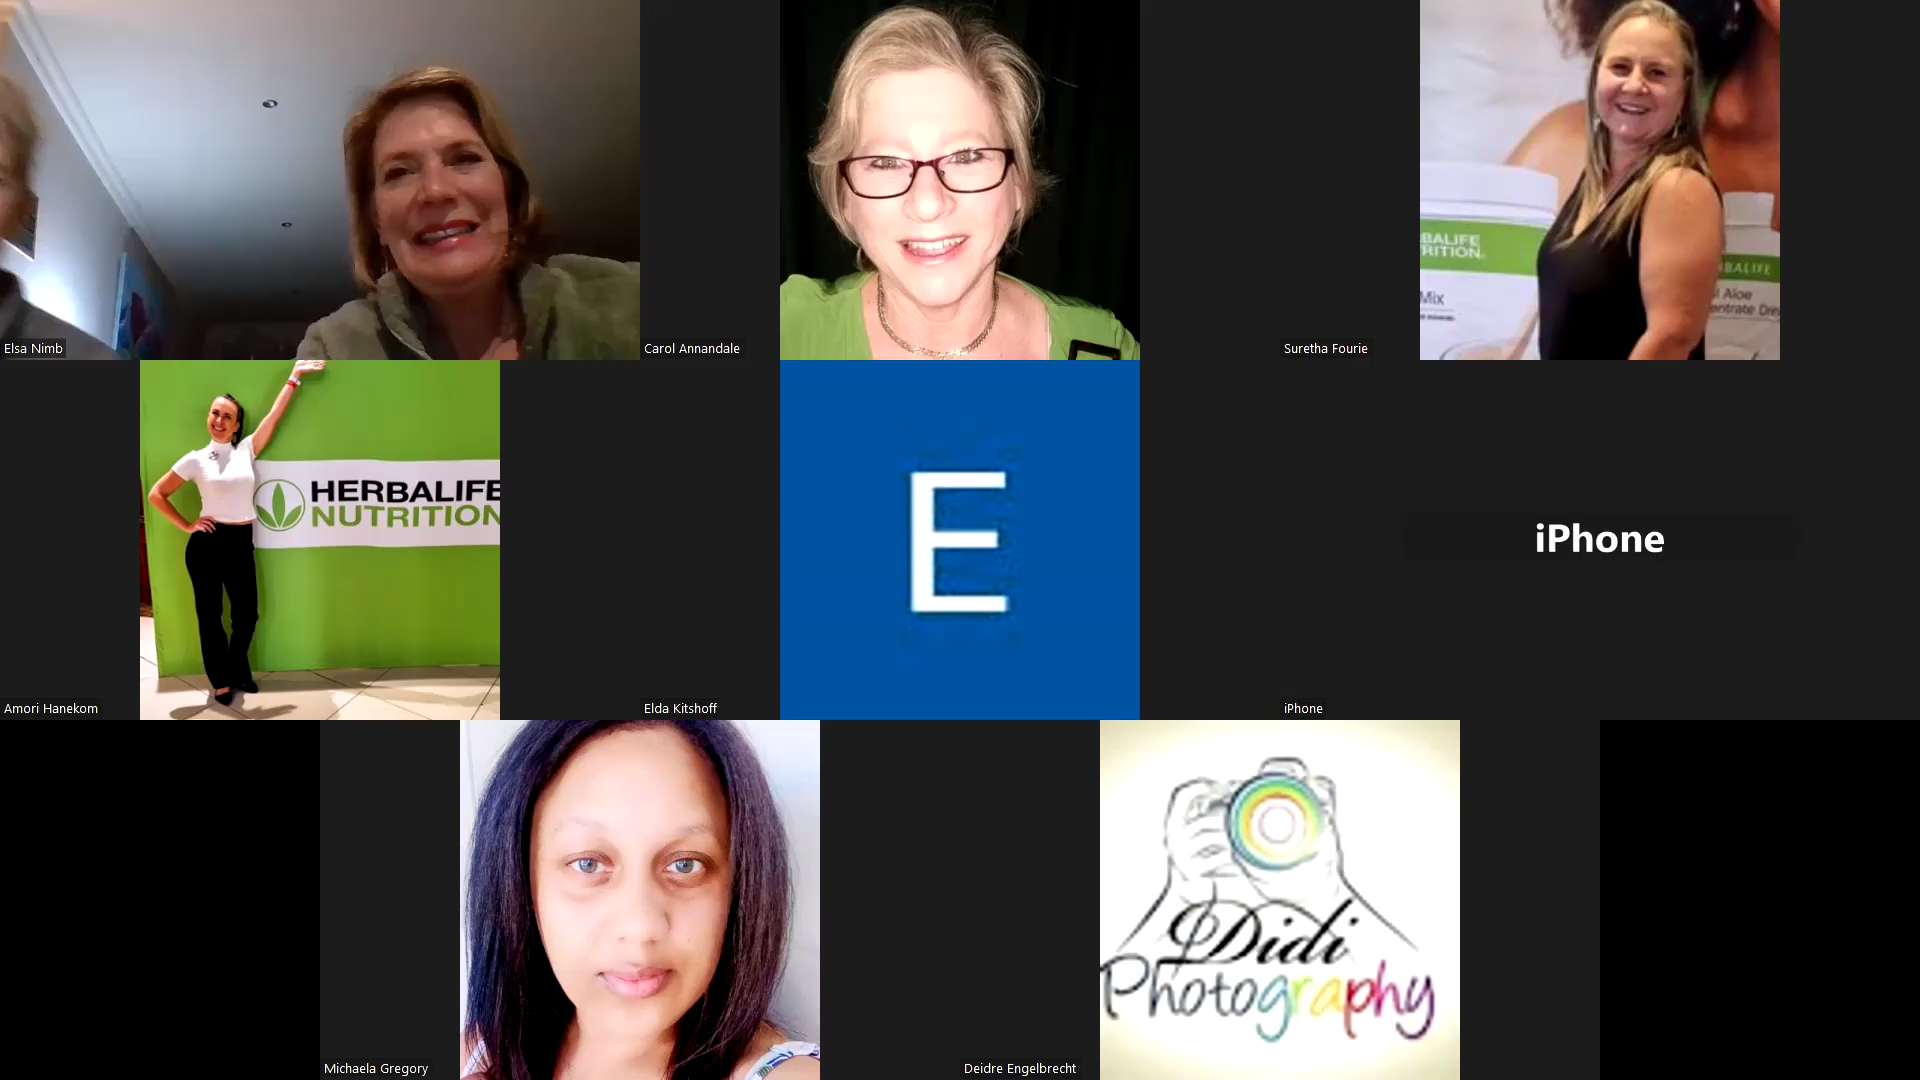 Elsa Nimb
Carol Annandale
Suretha Fourie
BALIFE
RITION
Mix
BALIFE
Aloe
entrate Drin
HERBALIFE
NUTRITION
Amori Hanekom
E
Elda Kitshoff
iPhone
iPhone
Michaela Gregory
Didi
Photography
Deidre Engelbrecht